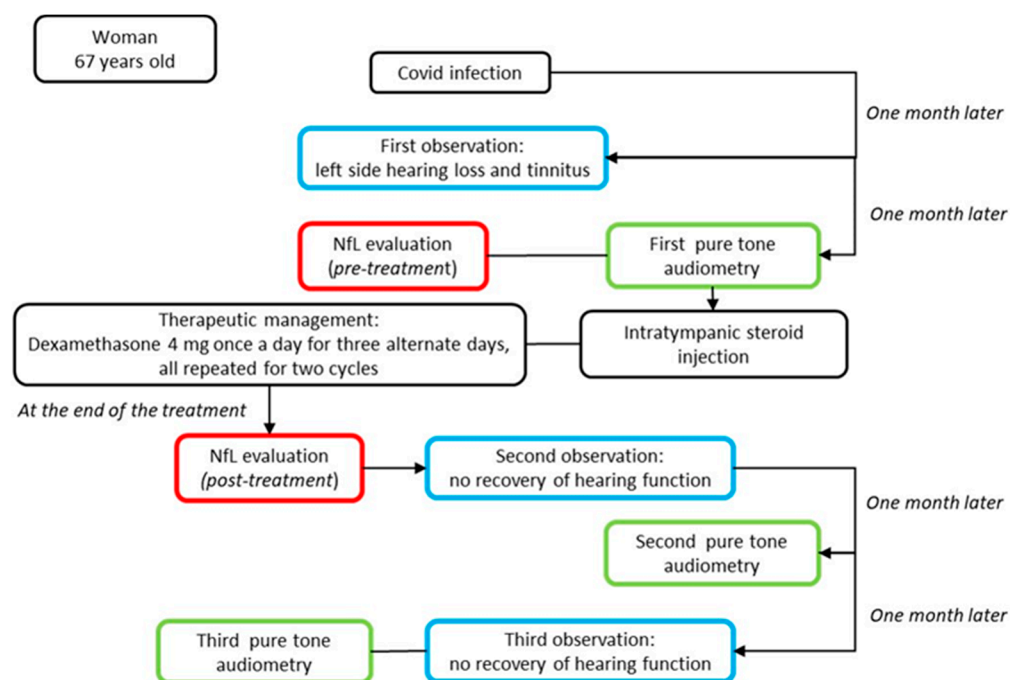 Woman
67 years old
Covid infection
One month later
First observation:
left side hearing loss and tinnitus
One month later
NfL evaluation
(pre-treatment)
First pure tone
audiometry
Therapeutic management:
Dexamethasone 4 mg once a day for three alternate days,
all repeated for two cycles
Intratympanic steroid
injection
At the end of the treatment
NfL evaluation
(post-treatment)
Second observation:
no recovery of hearing function
One month later
Second pure tone
audiometry
One month later
Third pure tone
audiometry
Third observation:
no recovery of hearing function